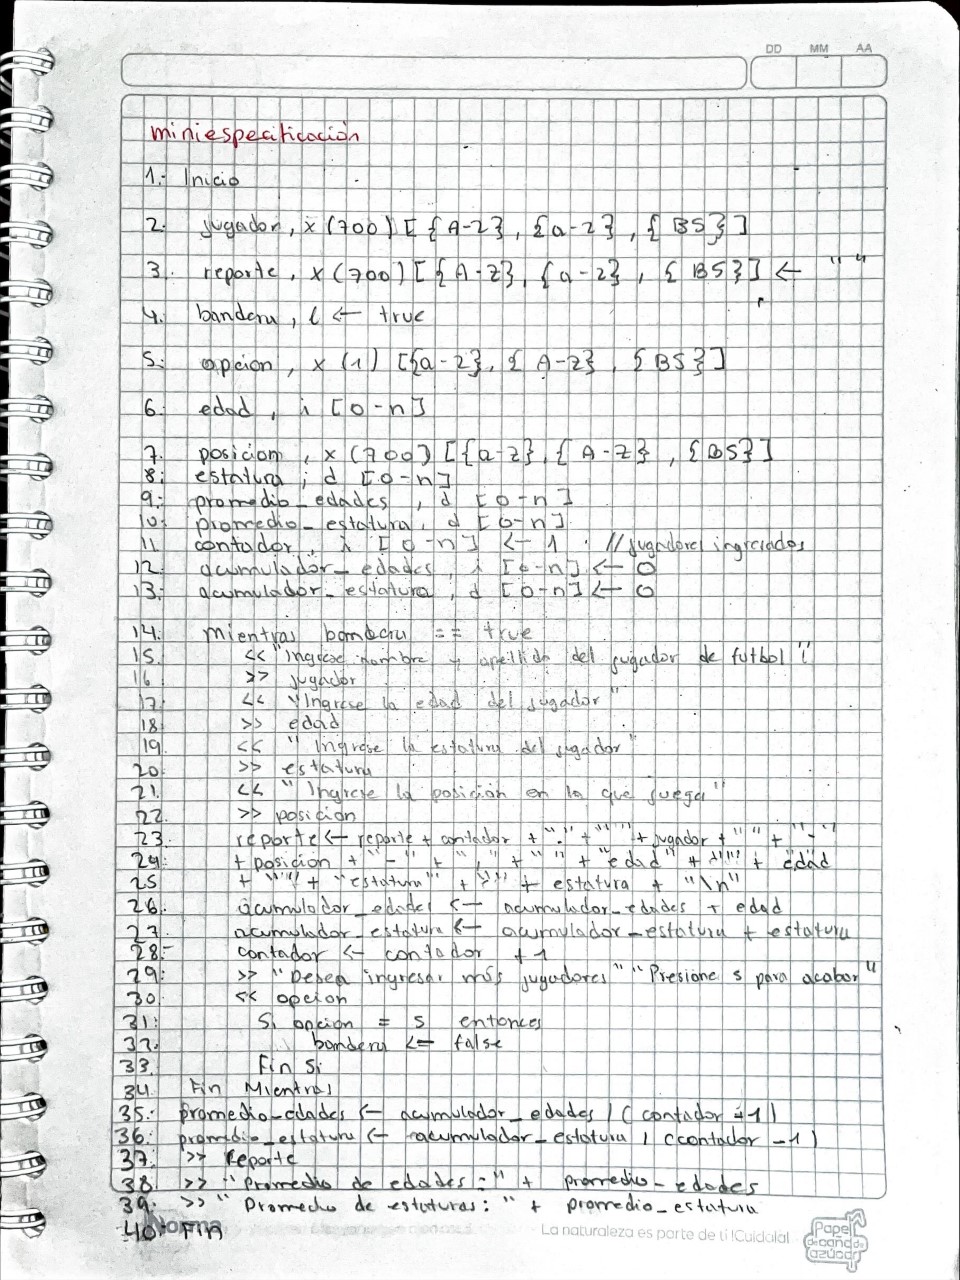 DD MM AA
miniespecificación
1.- Inicio
2. jugador, x (700) [ {A-z}, {a-z}, { BS} ]
3. reporte, x (700) [ {A-Z}, {a-z}, { BS} ] ← " "
4. bandera, l ← true
5. opcion, x (1) [{a-z}, { A-Z}, { BS} ]
6. edad, i [0-n]
7. posicion, x (700) [{a-z}, { A-Z}, { BS} ]
8. estatura, d [0-n]
9. promedio_edades, d [0-n]
10. promedio_estatura, d [0-n]
11 contador, i [0-n] ← 1 // jugadores ingresados
12. acumulador_edades, i [0-n] ← 0
13. acumulador_estatura, d [0-n] ← 0
14. mientras bandera == true
15. << "Ingrese nombre y apellido del jugador de futbol":
16 >> jugador
17. << "Ingrese la edad del jugador"
18 >> edad
19. << "Ingrese la estatura del jugador"
20. >> estatura
21. << "Ingrese la posición en la que juega"
22. >> posicion
23. reporte ← reporte + contador + "." + " " + jugador + " " + "-"
24. + posicion + "-" + "," + " " + "edad" + " " + edad
25 + " " + "estatura" + " " + estatura + "\n"
26. acumulador_edades ← acumulador_edades + edad
27. acumulador_estatura ← acumulador_estatura + estatura
28.- contador ← contador + 1
29: >> "Desea ingresar más jugadores" "Presione s para acabar"
30. << opcion
31: Si opcion = s entonces
32. bandera <= false
33. Fin Si
34. Fin Mientras
35.: promedio_edades ← acumulador_edades / (contador -1)
36.: promedio_estatura ← acumulador_estatura / (contador -1)
37: >> Reporte
38. >> "Promedio de edades:" + promedio_edades
39. >> "Promedio de estaturas:" + promedio_estatura
40. FIN
norma
La naturaleza es parte de ti !Cuidala!
Papel
de caña de
azúcar